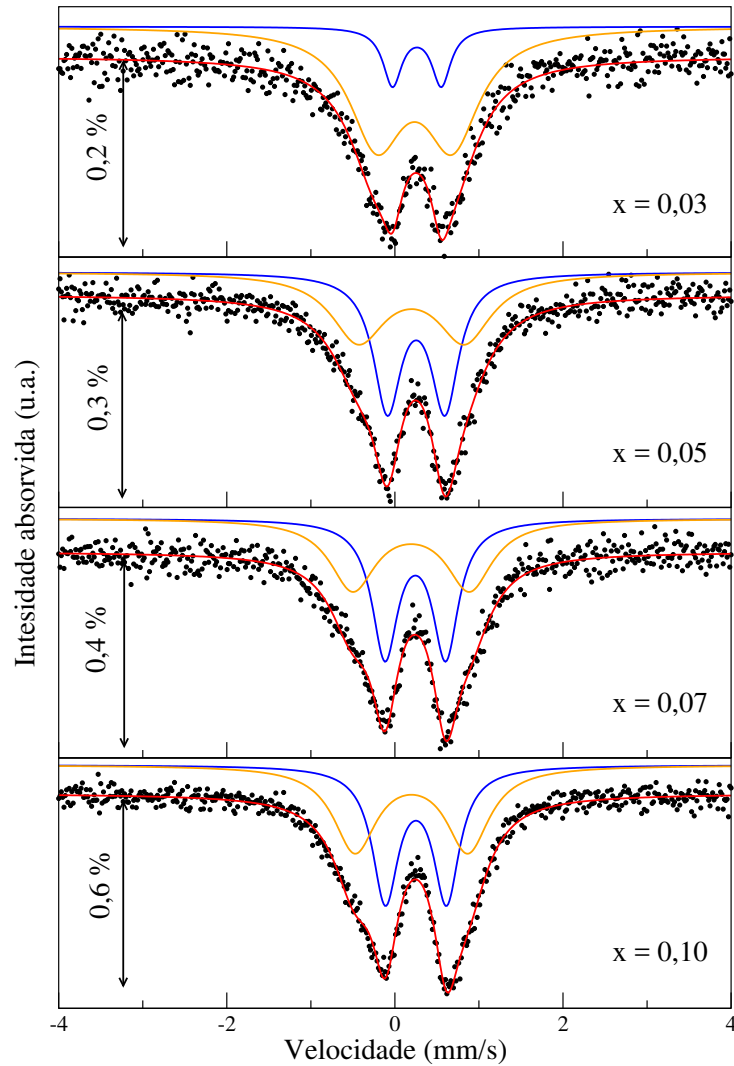 0,2 %
x = 0,03
0,3 %
x = 0,05
0,4 %
x = 0,07
0,6 %
x = 0,10
Intesidade absorvida (u.a.)
-4 -2 0 2 4
Velocidade (mm/s)